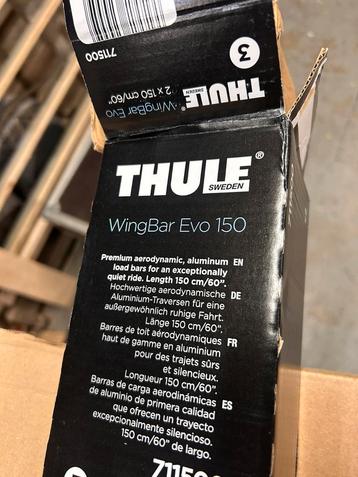 711500
WingBar Evo
2 x 150 cm/60"
THULE
SWEDEN
3
THULE®
SWEDEN
WingBar Evo 150
Premium aerodynamic, aluminum EN
load bars for an exceptionally
quiet ride. Length 150 cm/60".
Hochwertige aerodynamische DE
Aluminium-Traversen für eine
außergewöhnlich ruhige Fahrt.
Länge 150 cm/60".
Barres de toit aérodynamiques FR
haut de gamme en aluminium
pour des trajets sûrs
et silencieux.
Longueur 150 cm/60".
Barras de carga aerodinámicas ES
de aluminio de primera calidad
que ofrecen un trayecto
excepcionalmente silencioso.
150 cm/60" de largo.